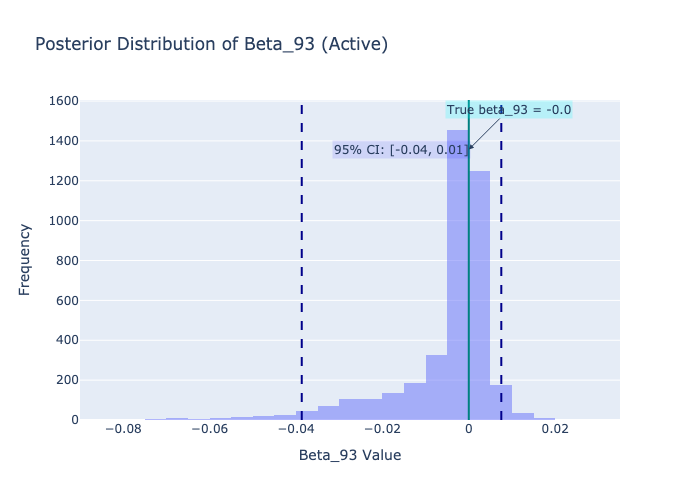 Posterior Distribution of Beta_93 (Active)
1600
True beta_93 = -0.0
1400
95% CI: [-0.04, 0.01]
1200
1000
800
600
400
200
0
Frequency
−0.08 −0.06 −0.04 −0.02 0 0.02
Beta_93 Value